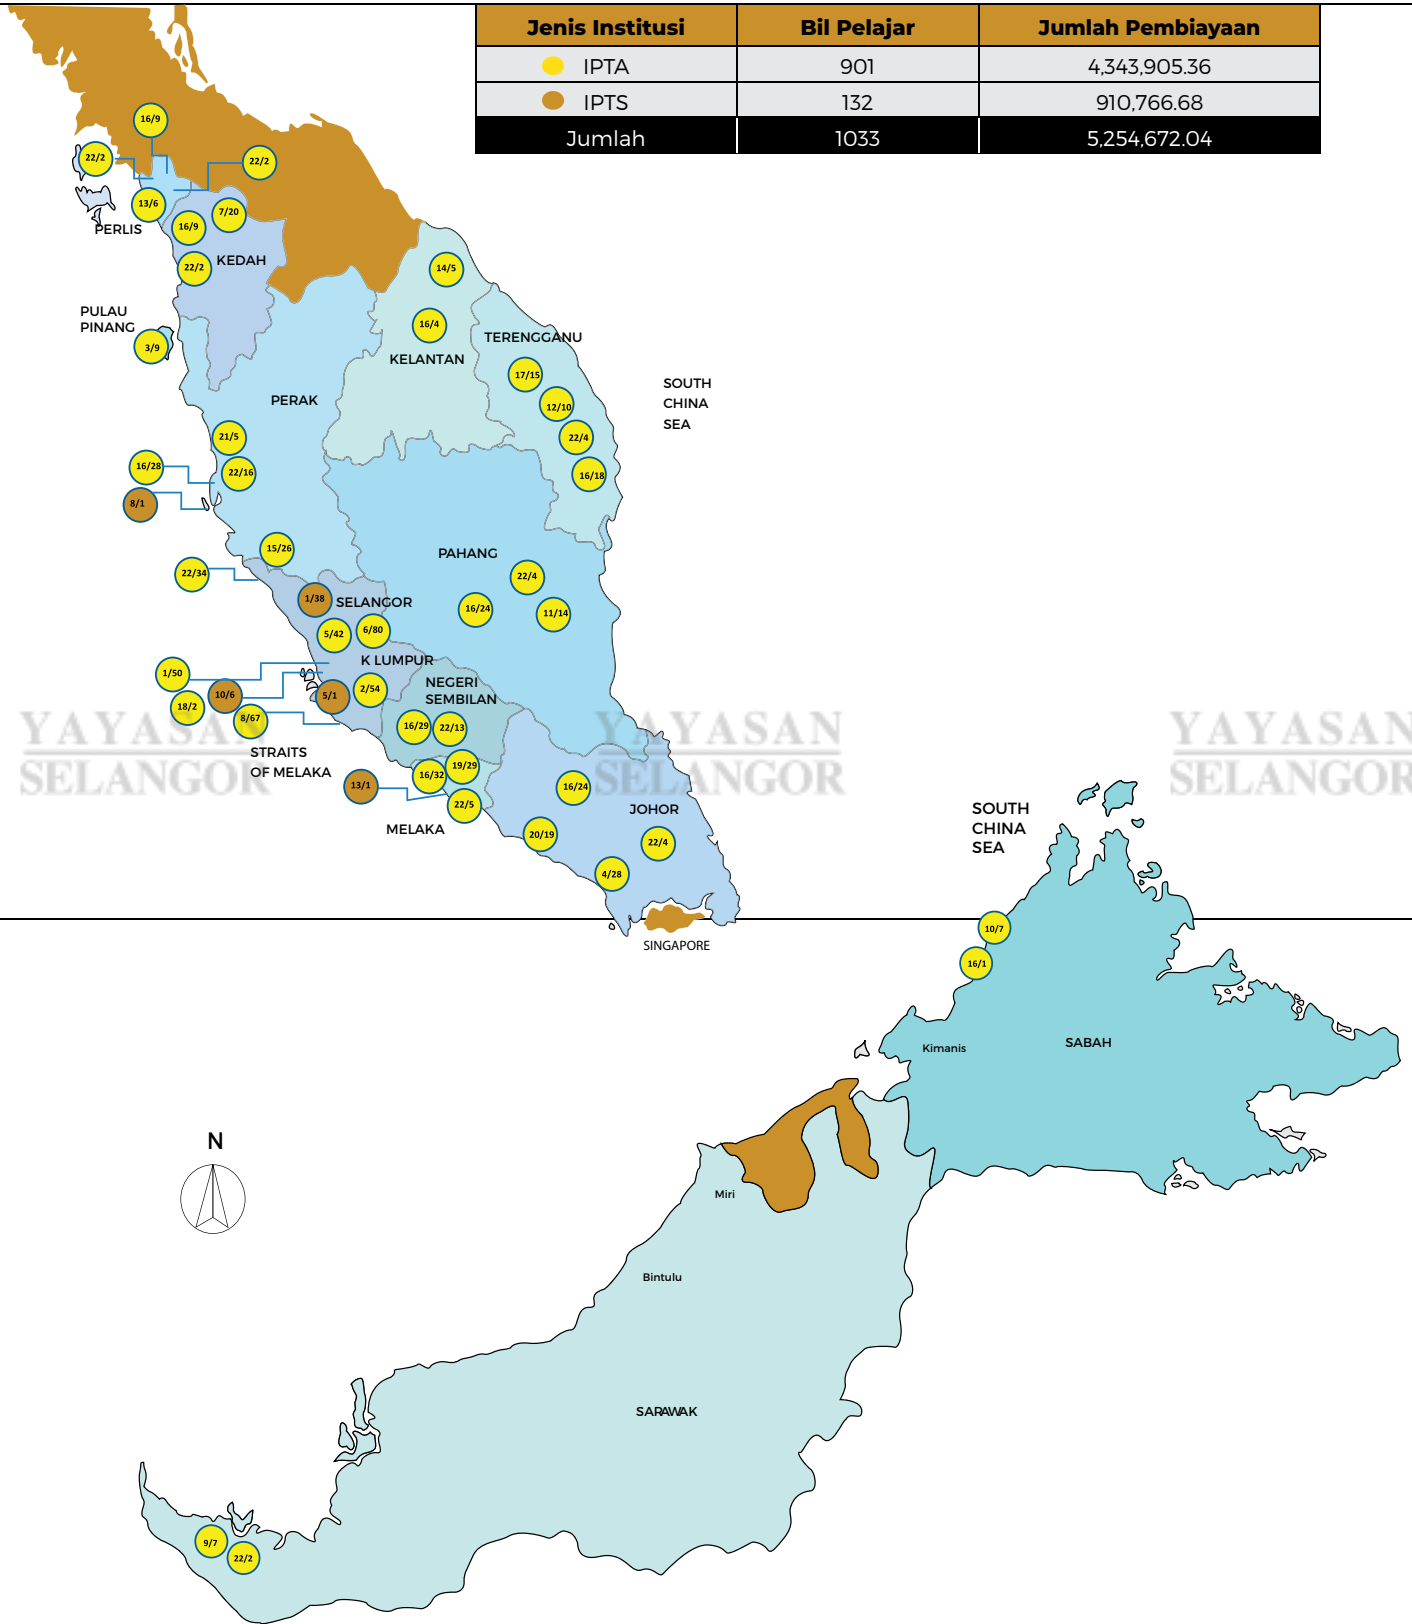 Jenis Institusi Bil Pelajar Jumlah Pembiayaan
IPTA 901 4,343,905.36
IPTS 132 910,766.68
Jumlah 1033 5,254,672.04
16/9
22/2
22/2
13/6
7/20
16/9
PERLIS
KEDAH
22/2
14/5
PULAU
PINANG
3/9
16/4
TERENGGANU
KELANTAN
17/15
SOUTH
CHINA
SEA
PERAK
12/10
21/5
22/4
16/28
22/16
16/18
8/1
15/26
PAHANG
22/34
22/4
1/38
SELANGOR
16/24
11/14
5/42
6/80
K LUMPUR
1/50
NEGERI
SEMBILAN
10/6
5/1
2/54
18/2
8/67
16/29
22/13
YAYASAN
SELANGOR
YAYASAN
SELANGOR
YAYASAN
SELANGOR
STRAITS
OF MELAKA
19/29
16/32
13/1
16/24
22/5
JOHOR
MELAKA
20/19
22/4
4/28
SOUTH
CHINA
SEA
SINGAPORE
10/7
16/1
Kimanis
SABAH
N
Miri
Bintulu
SARAWAK
9/7
22/2